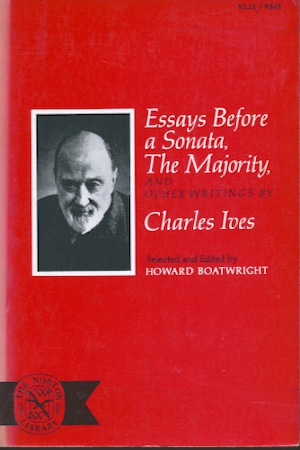 Essays Before
a Sonata,
The Majority,
AND
OTHER WRITINGS BY
Charles Ives
Selected and Edited by
HOWARD BOATWRIGHT
THE NORTON
LIBRARY